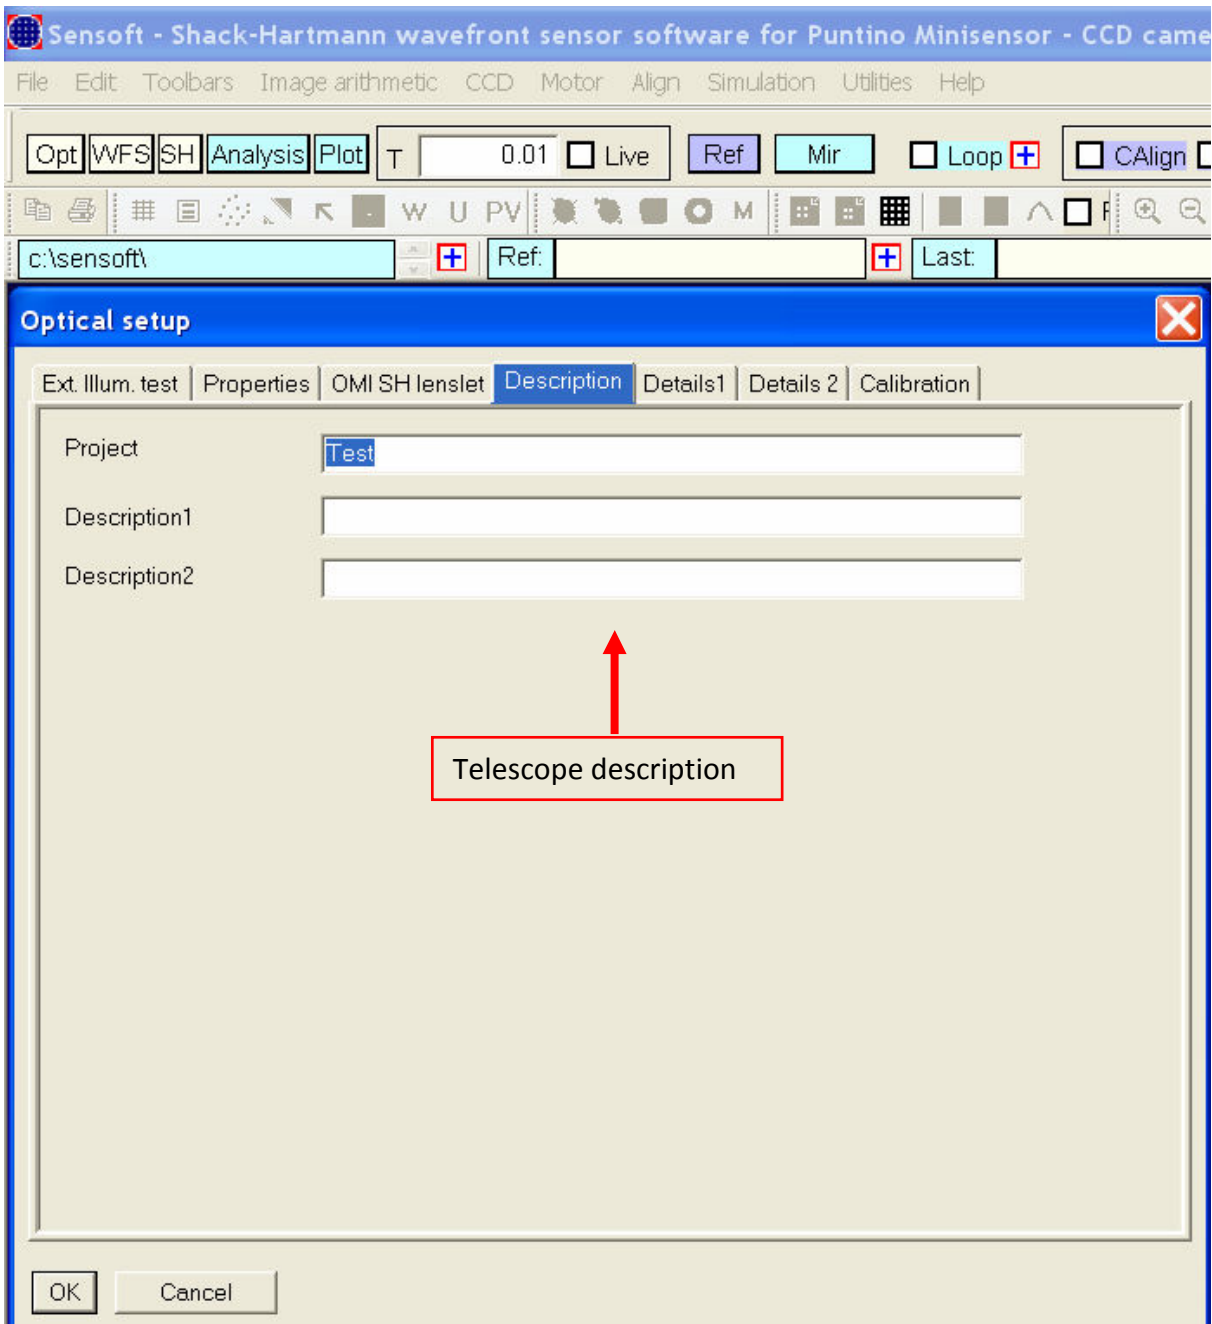 Sensoft - Shack-Hartmann wavefront sensor software for Puntino Minisensor - CCD came
File Edit Toolbars Image arithmetic CCD Motor Align Simulation Utilities Help
Opt WFS SH Analysis Plot T 0.01 Live Ref Mir Loop CAlign
W U PV M
c:\sensoft\ Ref: Last:
Optical setup
Ext. Illum. test Properties OMI SH lenslet Description Details1 Details 2 Calibration
Project Test
Description1
Description2
Telescope description
OK Cancel